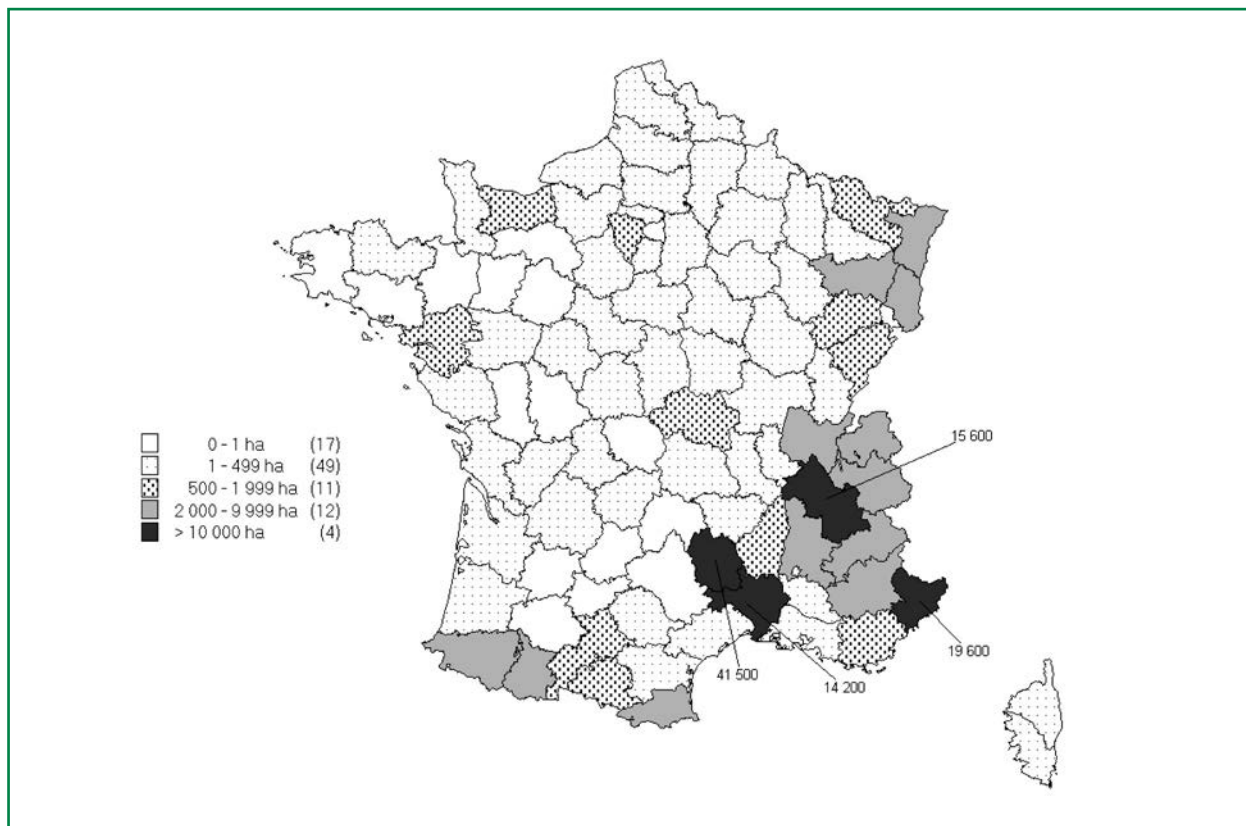 15 600
0 - 1 ha (17)
1 - 499 ha (49)
500 - 1 999 ha (11)
2 000 - 9 999 ha (12)
> 10 000 ha (4)
19 600
41 500
14 200